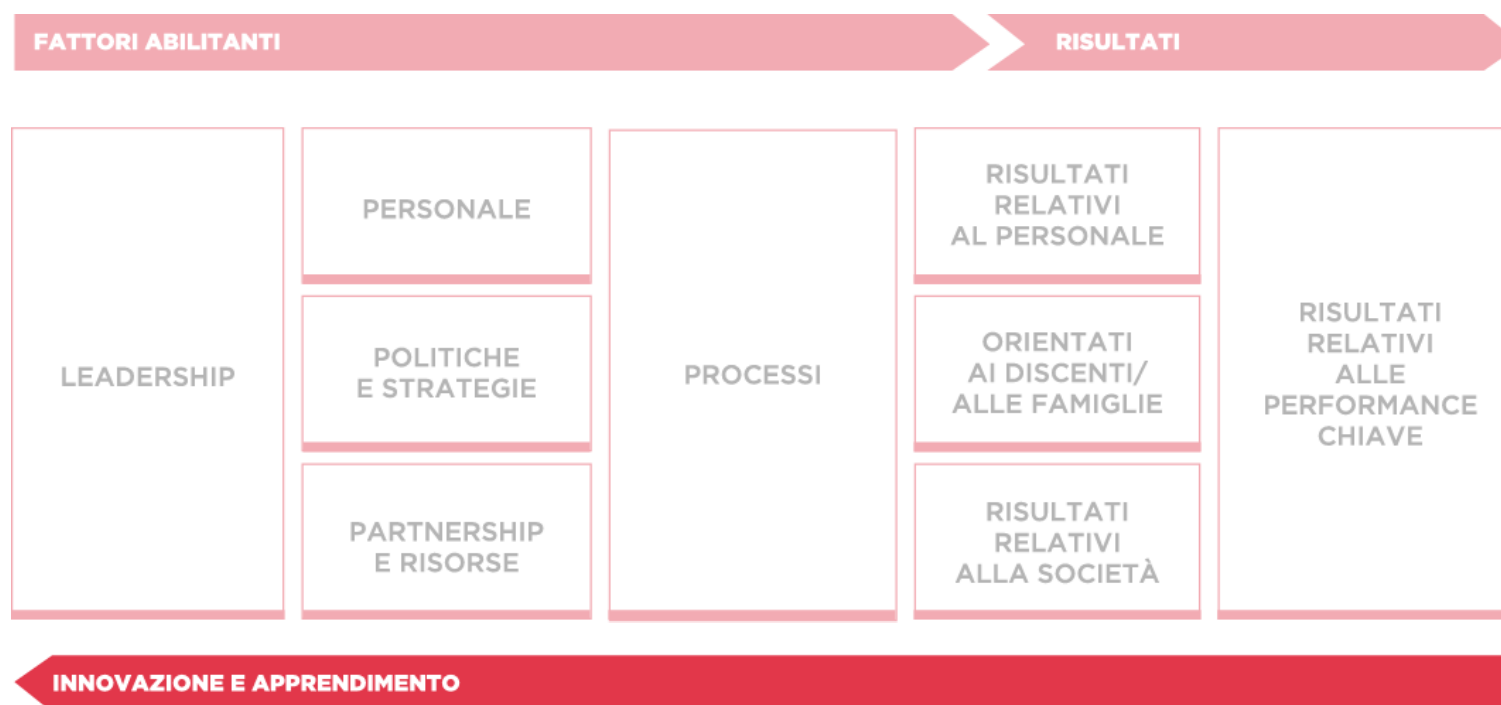 FATTORI ABILITANTI
RISULTATI
LEADERSHIP
PERSONALE
POLITICHE
E STRATEGIE
PARTNERSHIP
E RISORSE
PROCESSI
RISULTATI
RELATIVI
AL PERSONALE
ORIENTATI
AI DISCENTI/
ALLE FAMIGLIE
RISULTATI
RELATIVI
ALLA SOCIETÀ
RISULTATI
RELATIVI
ALLE
PERFORMANCE
CHIAVE
INNOVAZIONE E APPRENDIMENTO